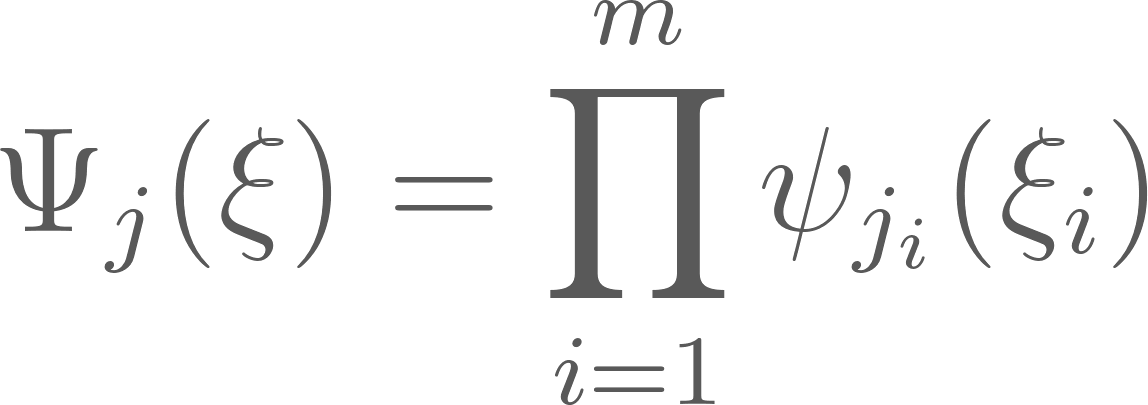 Ψ_j(ξ) = ∏_{i=1}^{m} ψ_{j_i}(ξ_i)